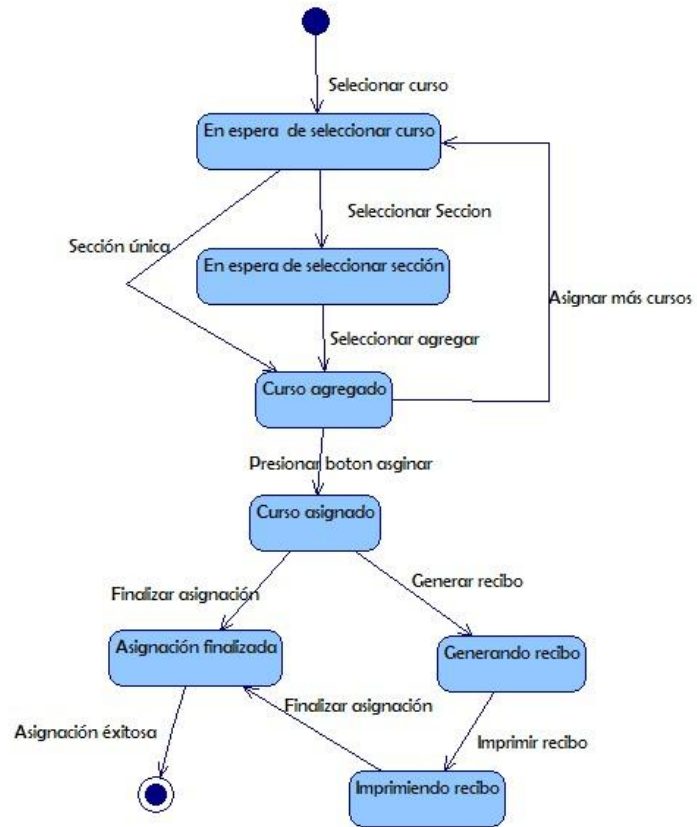 Selecionar curso
En espera de seleccionar curso
Seleccionar Seccion
Sección única
En espera de seleccionar sección
Asignar más cursos
Seleccionar agregar
Curso agregado
Presionar boton asginar
Curso asignado
Finalizar asignación
Generar recibo
Asignación finalizada
Generando recibo
Finalizar asignación
Asignación éxitosa
Imprimir recibo
Imprimiendo recibo